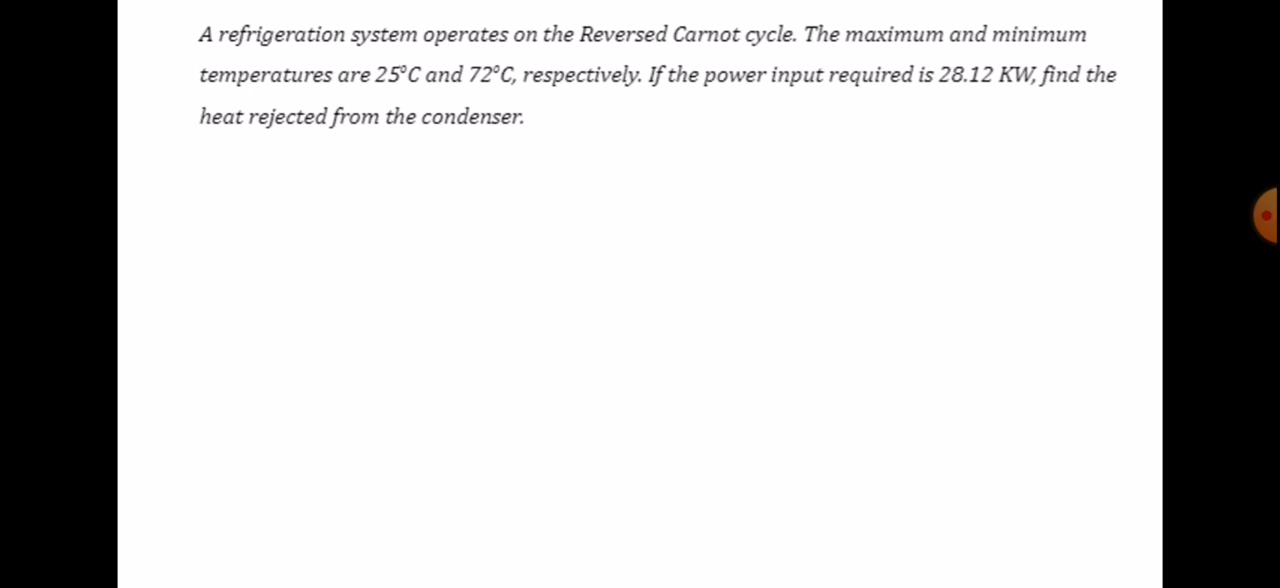 A refrigeration system operates on the Reversed Carnot cycle. The maximum and minimum
temperatures are 25°C and 72°C, respectively. If the power input required is 28.12 KW, find the
heat rejected from the condenser.